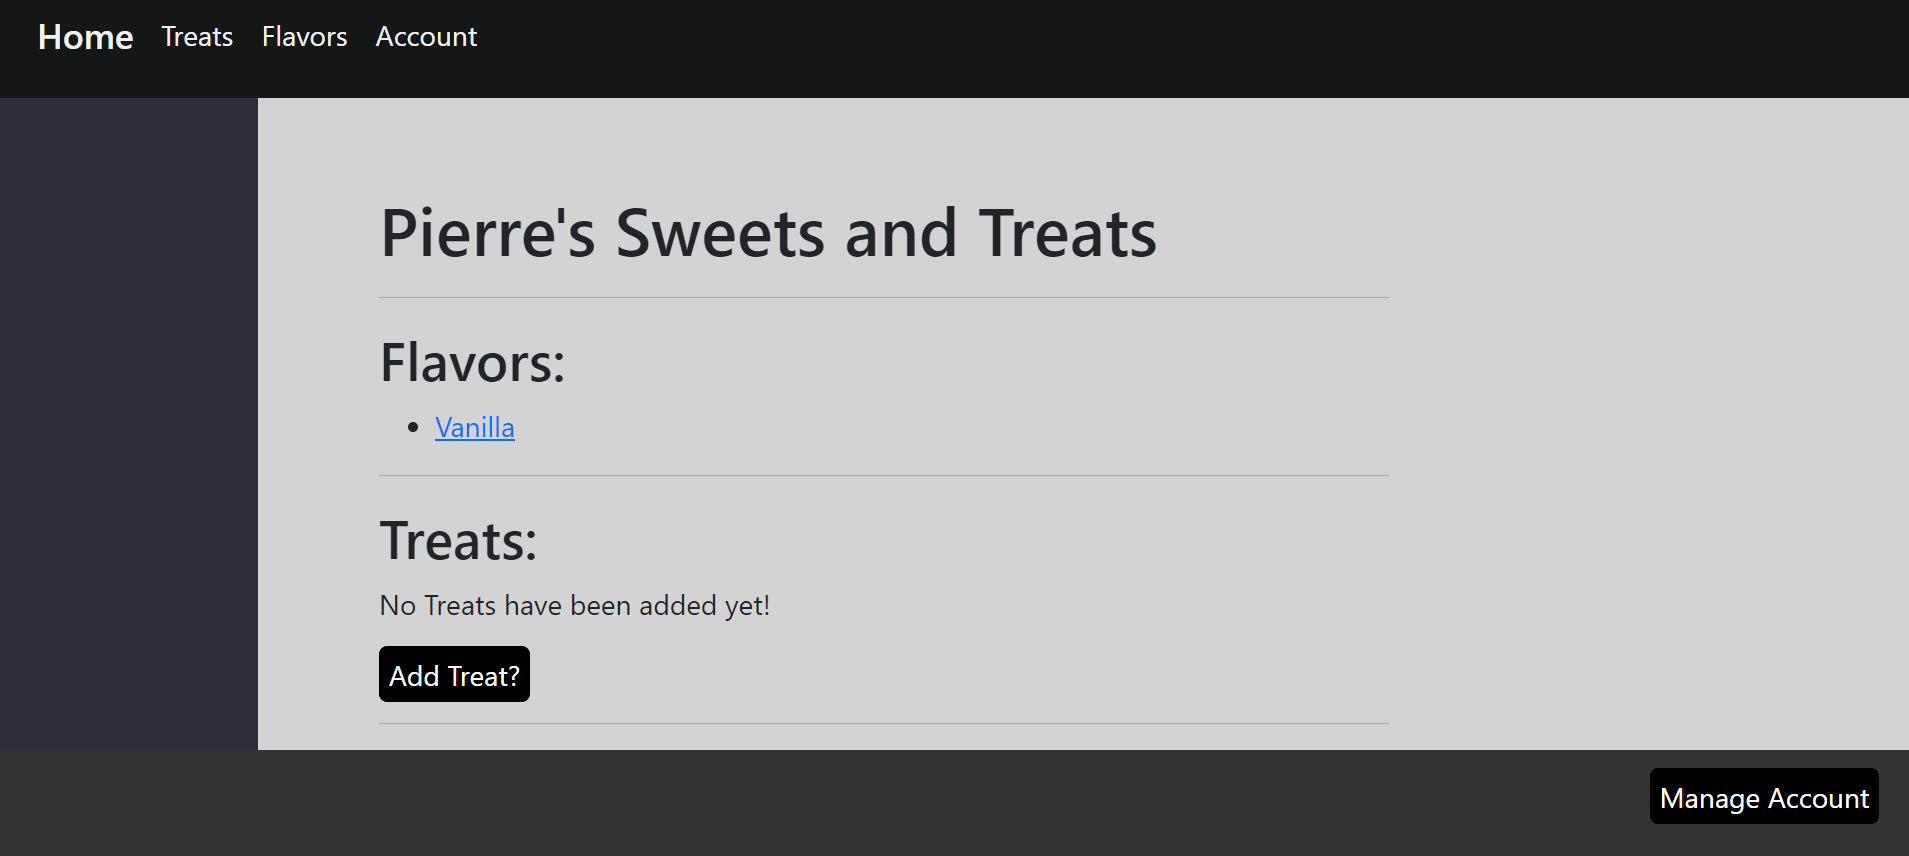 Home Treats Flavors Account
Pierre's Sweets and Treats
Flavors:
Vanilla
Treats:
No Treats have been added yet!
Add Treat?
Manage Account